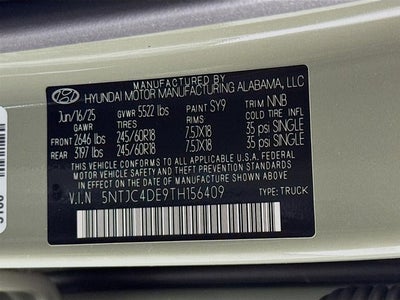 HYUNDAI MOTOR MANUFACTURING ALABAMA, LLC
Jun/16/25 GVWR 5522 lbs PAINT SY9 TRIM NNB
GAWR TIRES RIMS COLD TIRE INFL
FRONT 2646 lbs 245/60R18 7.5JX18 35 psi SINGLE
REAR 3197 lbs 245/60R18 7.5JX18 35 psi SINGLE
THIS VEHICLE CONFORMS TO ALL APPLICABLE U.S.A. FEDERAL
MOTOR VEHICLE SAFETY, BUMPER, AND THEFT PREVENTION
STANDARDS IN EFFECT ON THE DATE OF MANUFACTURE SHOWN ABOVE.
V.I.N 5NTJC4DE9TH156409 TYPE:TRUCK